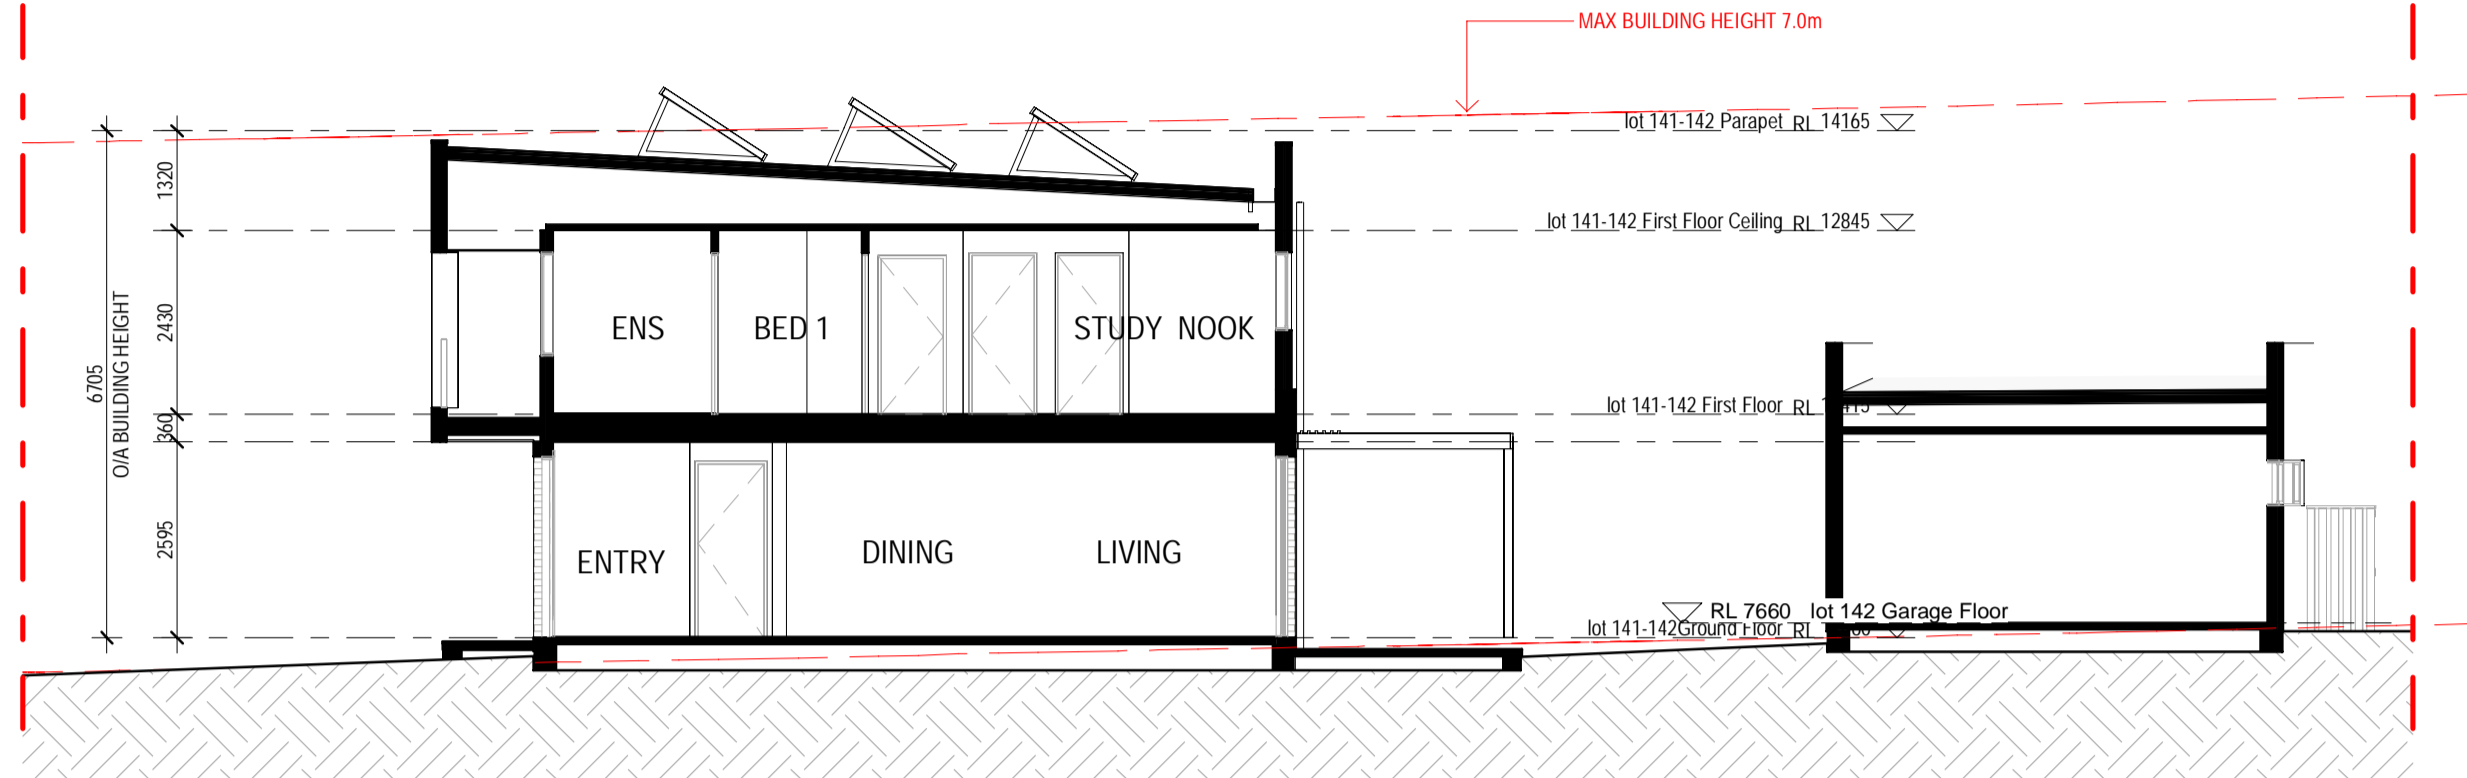 MAX BUILDING HEIGHT 7.0m
lot 141-142 Parapet RL 14165
1320
lot 141-142 First Floor Ceiling RL 12845
2430
O/A BUILDING HEIGHT
6705
ENS
BED 1
STUDY NOOK
lot 141-142 First Floor RL
360
2595
ENTRY
DINING
LIVING
RL 7660 lot 142 Garage Floor
lot 141-142 Ground Floor RL